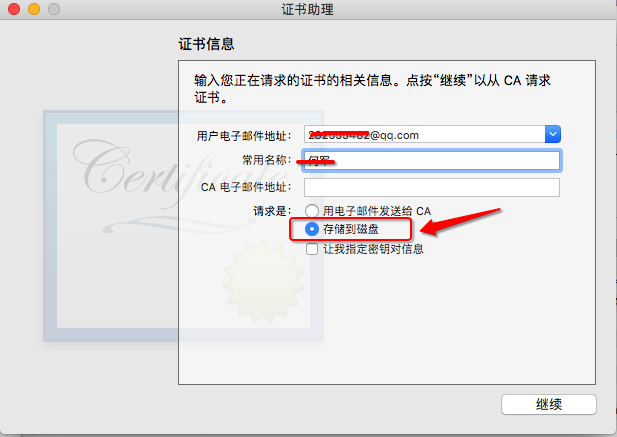 证书助理
证书信息
输入您正在请求的证书的相关信息。点按“继续”以从 CA 请求
证书。
用户电子邮件地址：
@qq.com
常用名称：
CA 电子邮件地址：
请求是：
用电子邮件发送给 CA
存储到磁盘
让我指定密钥对信息
Certificate
继续